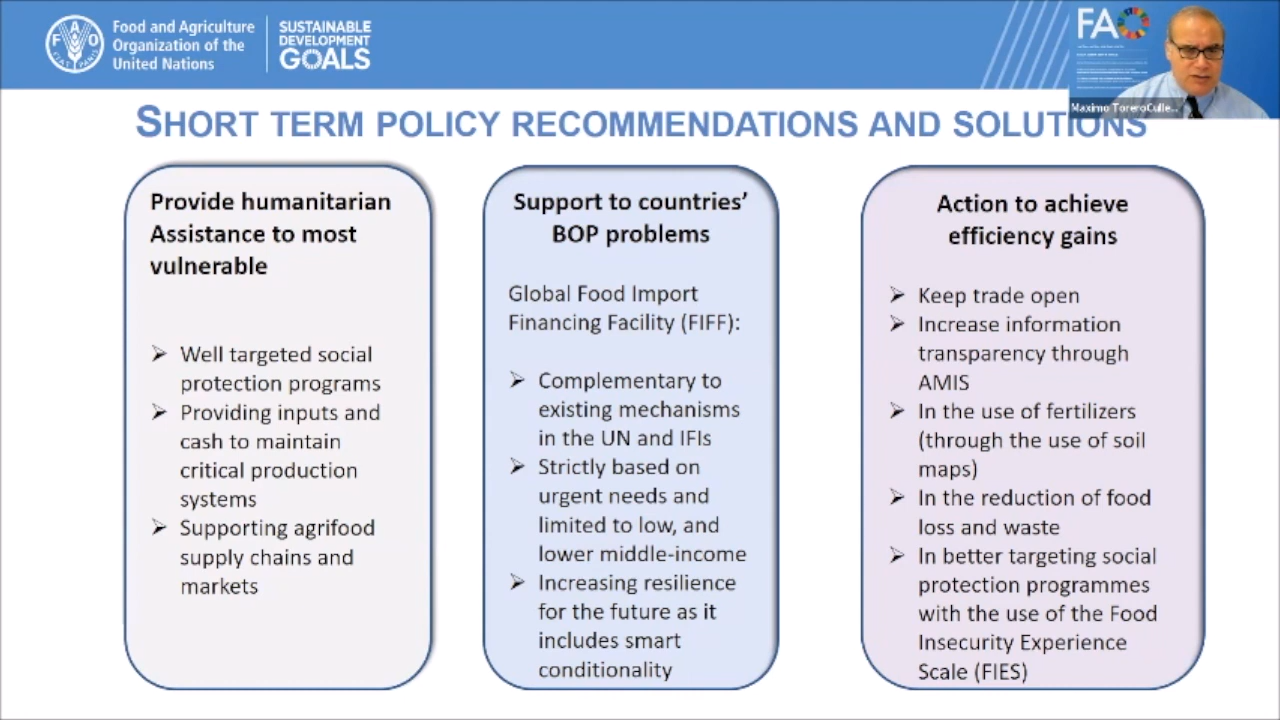 Food and Agriculture
Organization of the
United Nations
SUSTAINABLE
DEVELOPMENT
GOALS
FAO
Maximo ToreroCulle...
SHORT TERM POLICY RECOMMENDATIONS AND SOLUTIONS
Provide humanitarian
Assistance to most
vulnerable
➢ Well targeted social
protection programs
➢ Providing inputs and
cash to maintain
critical production
systems
➢ Supporting agrifood
supply chains and
markets
Support to countries’
BOP problems
Global Food Import
Financing Facility (FIFF):
➢ Complementary to
existing mechanisms
in the UN and IFIs
➢ Strictly based on
urgent needs and
limited to low, and
lower middle-income
➢ Increasing resilience
for the future as it
includes smart
conditionality
Action to achieve
efficiency gains
➢ Keep trade open
➢ Increase information
transparency through
AMIS
➢ In the use of fertilizers
(through the use of soil
maps)
➢ In the reduction of food
loss and waste
➢ In better targeting social
protection programmes
with the use of the Food
Insecurity Experience
Scale (FIES)